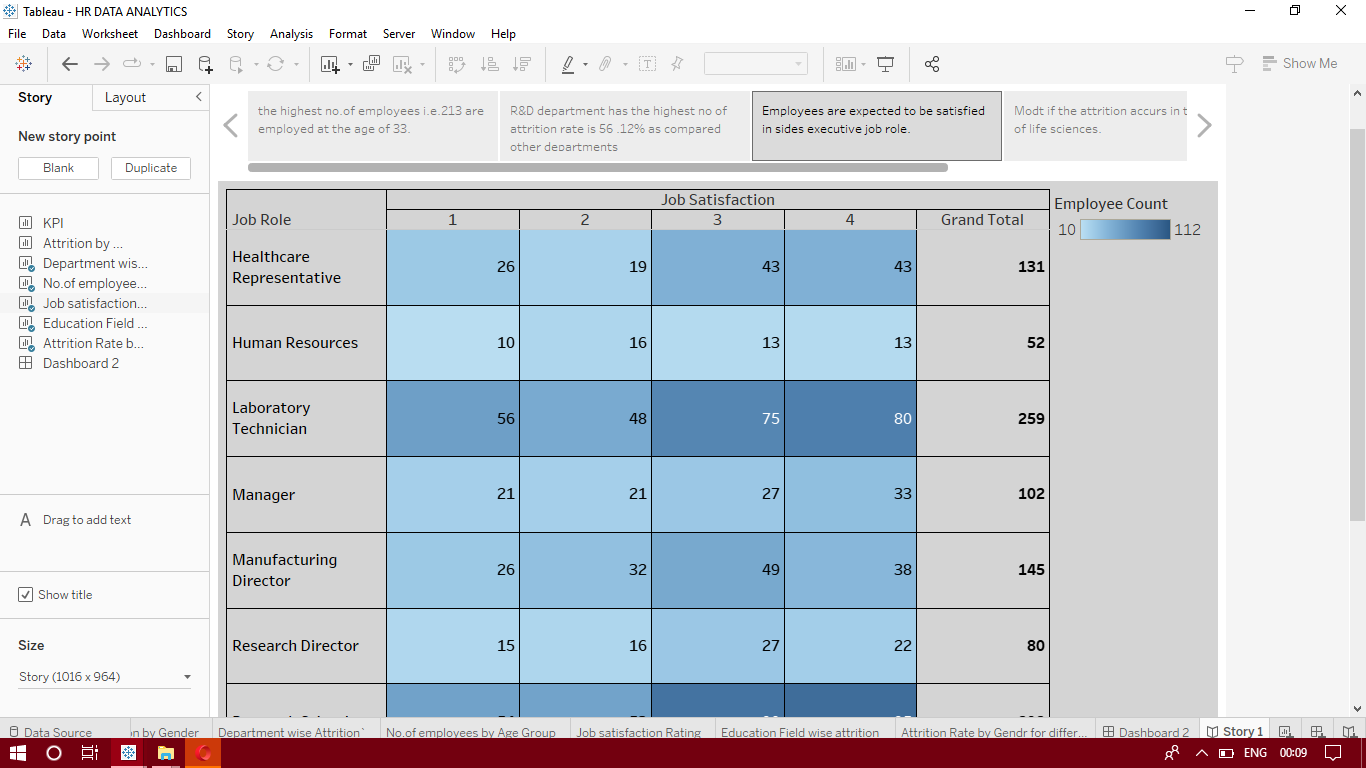 Tableau - HR DATA ANALYTICS
File Data Worksheet Dashboard Story Analysis Format Server Window Help
Show Me
Story Layout
New story point
Blank Duplicate
KPI
Attrition by ...
Department wis...
No.of employee...
Job satisfaction...
Education Field ...
Attrition Rate b...
Dashboard 2
A Drag to add text
Show title
Size
Story (1016 x 964)
the highest no.of employees i.e.213 are
employed at the age of 33.
R&D department has the highest no of
attrition rate is 56 .12% as compared
other departments
Employees are expected to be satisfied
in sides executive job role.
Modt if the attrition accurs in t
of life sciences.
Job Satisfaction
Job Role 1 2 3 4 Grand Total
Healthcare
Representative 26 19 43 43 131
Human Resources 10 16 13 13 52
Laboratory
Technician 56 48 75 80 259
Manager 21 21 27 33 102
Manufacturing
Director 26 32 49 38 145
Research Director 15 16 27 22 80
Employee Count
10 112
Data Source n by Gender Department wise Attrition` No.of employees by Age Group Job satisfaction Rating Education Field wise attrition Attrition Rate by Gendr for differ... Dashboard 2 Story 1
ENG 00:09